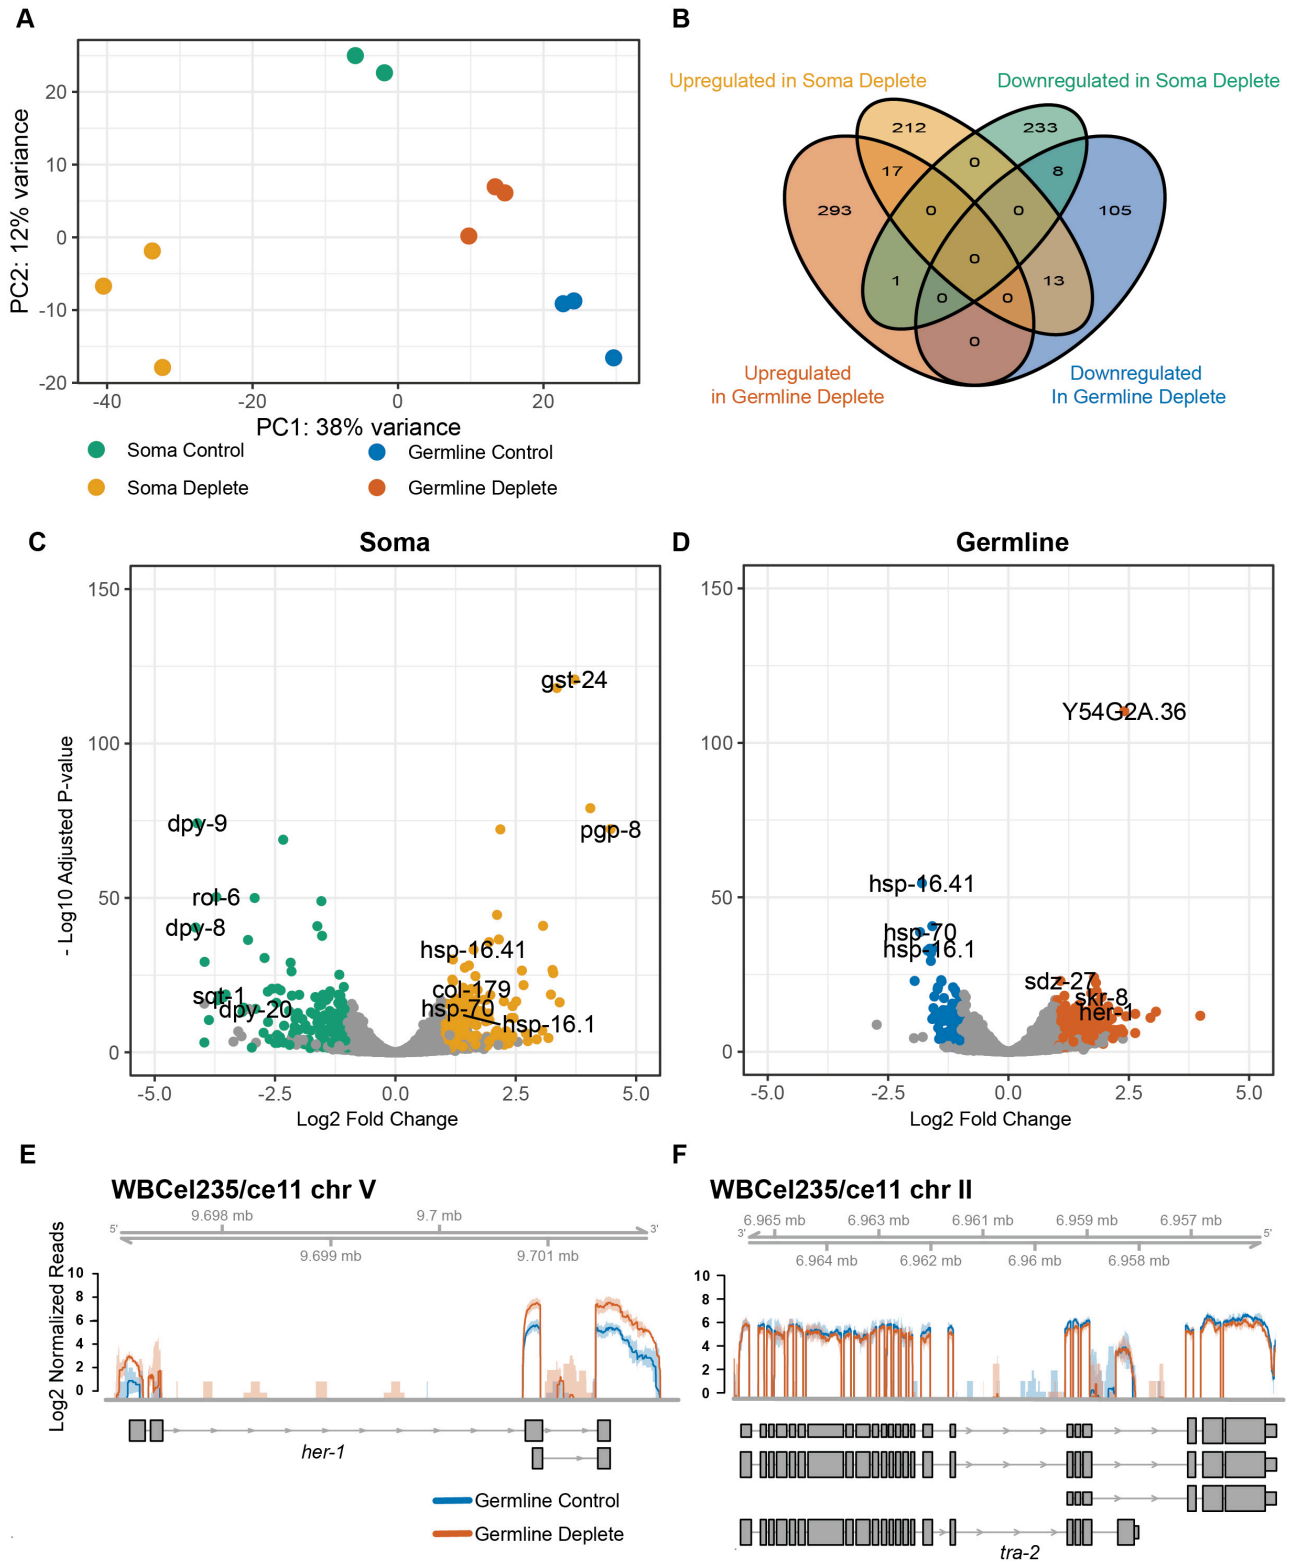 A
PC2: 12% variance
20
10
0
-10
-20
-40
-20
0
20
PC1: 38% variance
Soma Control
Germline Control
Soma Deplete
Germline Deplete
B
Upregulated in Soma Deplete
Downregulated in Soma Deplete
212
233
0
17
8
293
0
0
105
0
1
13
0
0
0
Upregulated
in Germline Deplete
Downregulated
In Germline Deplete
C
Soma
- Log10 Adjusted P-value
150
100
50
0
gst-24
dpy-9
pgp-8
rol-6
dpy-8
hsp-16.41
sqt-1
col-179
dpy-20
hsp-70
hsp-16.1
-5.0
-2.5
0.0
2.5
5.0
Log2 Fold Change
D
Germline
150
100
50
0
Y54G2A.36
hsp-16.41
hsp-70
hsp-16.1
sdz-27
skr-8
her-1
-5.0
-2.5
0.0
2.5
5.0
Log2 Fold Change
E
WBCel235/ce11 chr V
9.698 mb
9.7 mb
5'
3'
9.699 mb
9.701 mb
Log2 Normalized Reads
10
8
6
4
2
0
her-1
Germline Control
Germline Deplete
F
WBCel235/ce11 chr II
6.965 mb
6.963 mb
6.961 mb
6.959 mb
6.957 mb
3'
5'
6.964 mb
6.962 mb
6.96 mb
6.958 mb
10
8
6
4
2
0
tra-2